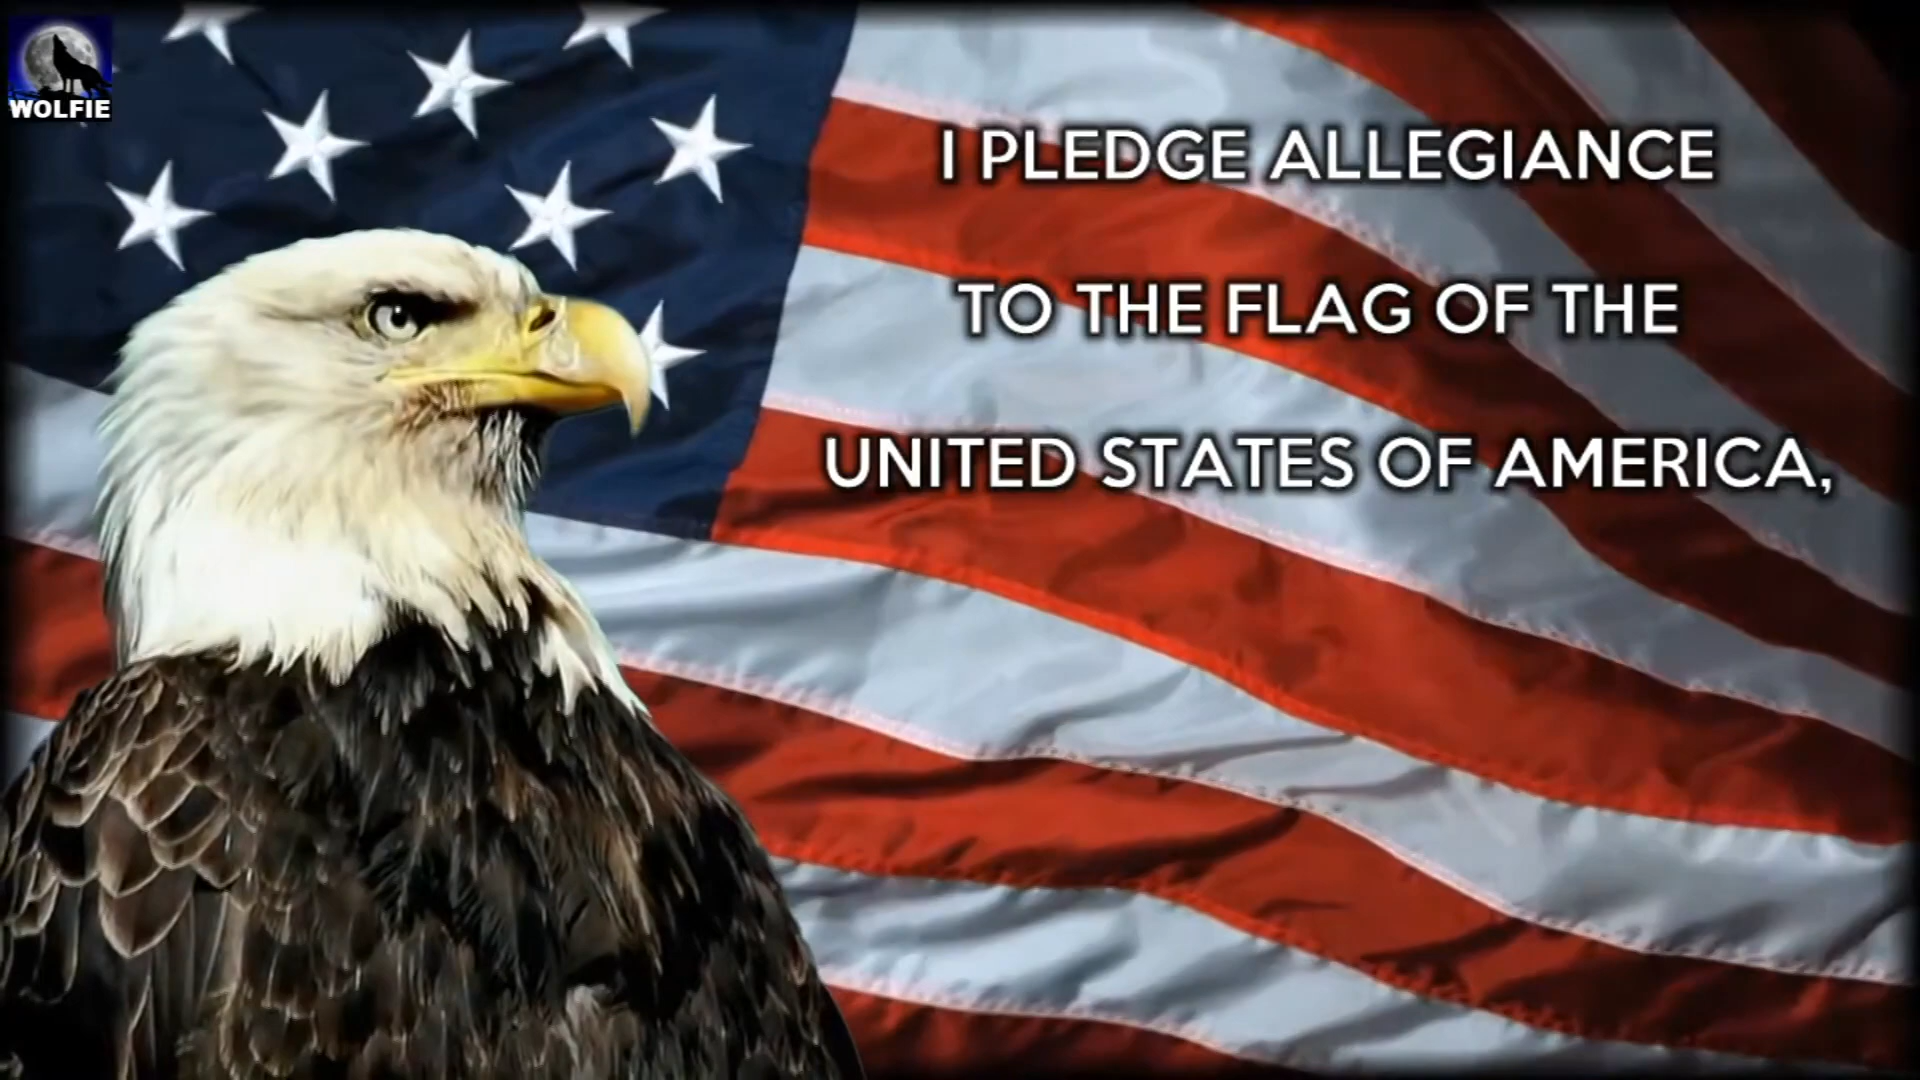 WOLFIE
I PLEDGE ALLEGIANCE
TO THE FLAG OF THE
UNITED STATES OF AMERICA,